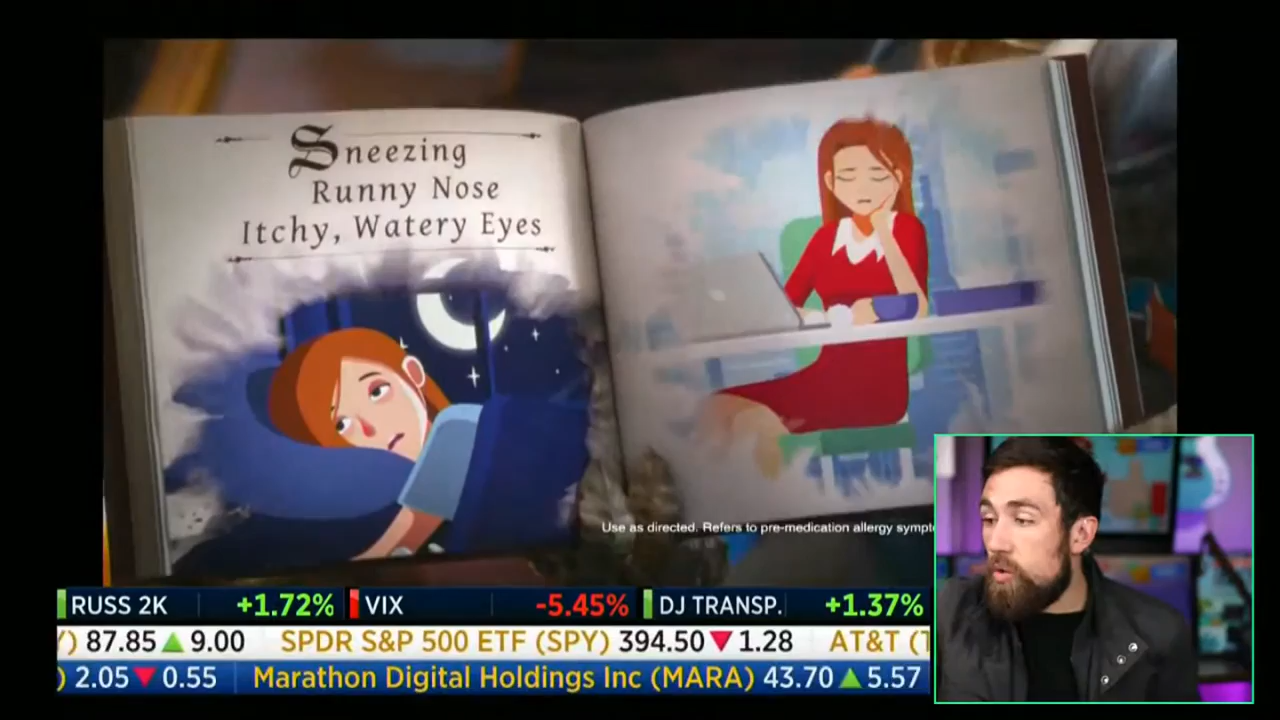 Sneezing
Runny Nose
Itchy, Watery Eyes
Use as directed. Refers to pre-medication allergy
RUSS 2K +1.72% VIX -5.45% DJ TRANSP. +1.37%
) 87.85 ▲ 9.00 SPDR S&P 500 ETF (SPY) 394.50 ▼ 1.28 AT&T (
) 2.05 ▼ 0.55 Marathon Digital Holdings Inc (MARA) 43.70 ▲ 5.57